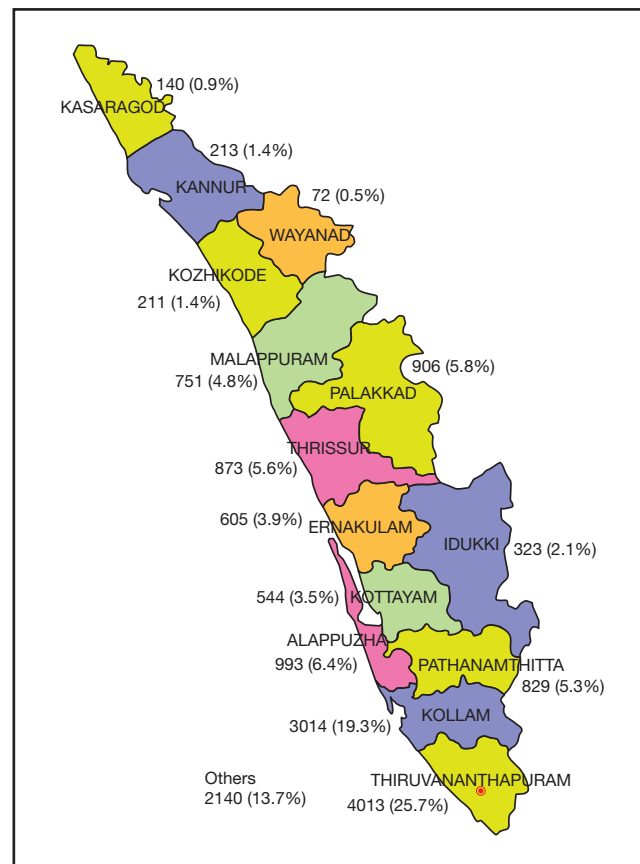 140 (0.9%)
KASARAGOD
213 (1.4%)
KANNUR
72 (0.5%)
WAYANAD
KOZHIKODE
211 (1.4%)
MALAPPURAM
751 (4.8%)
906 (5.8%)
PALAKKAD
THRISSUR
873 (5.6%)
605 (3.9%)
ERNAKULAM
IDUKKI
323 (2.1%)
544 (3.5%)
KOTTAYAM
ALAPPUZHA
993 (6.4%)
PATHANAMTHITTA
829 (5.3%)
KOLLAM
3014 (19.3%)
Others
2140 (13.7%)
THIRUVANANTHAPURAM
4013 (25.7%)